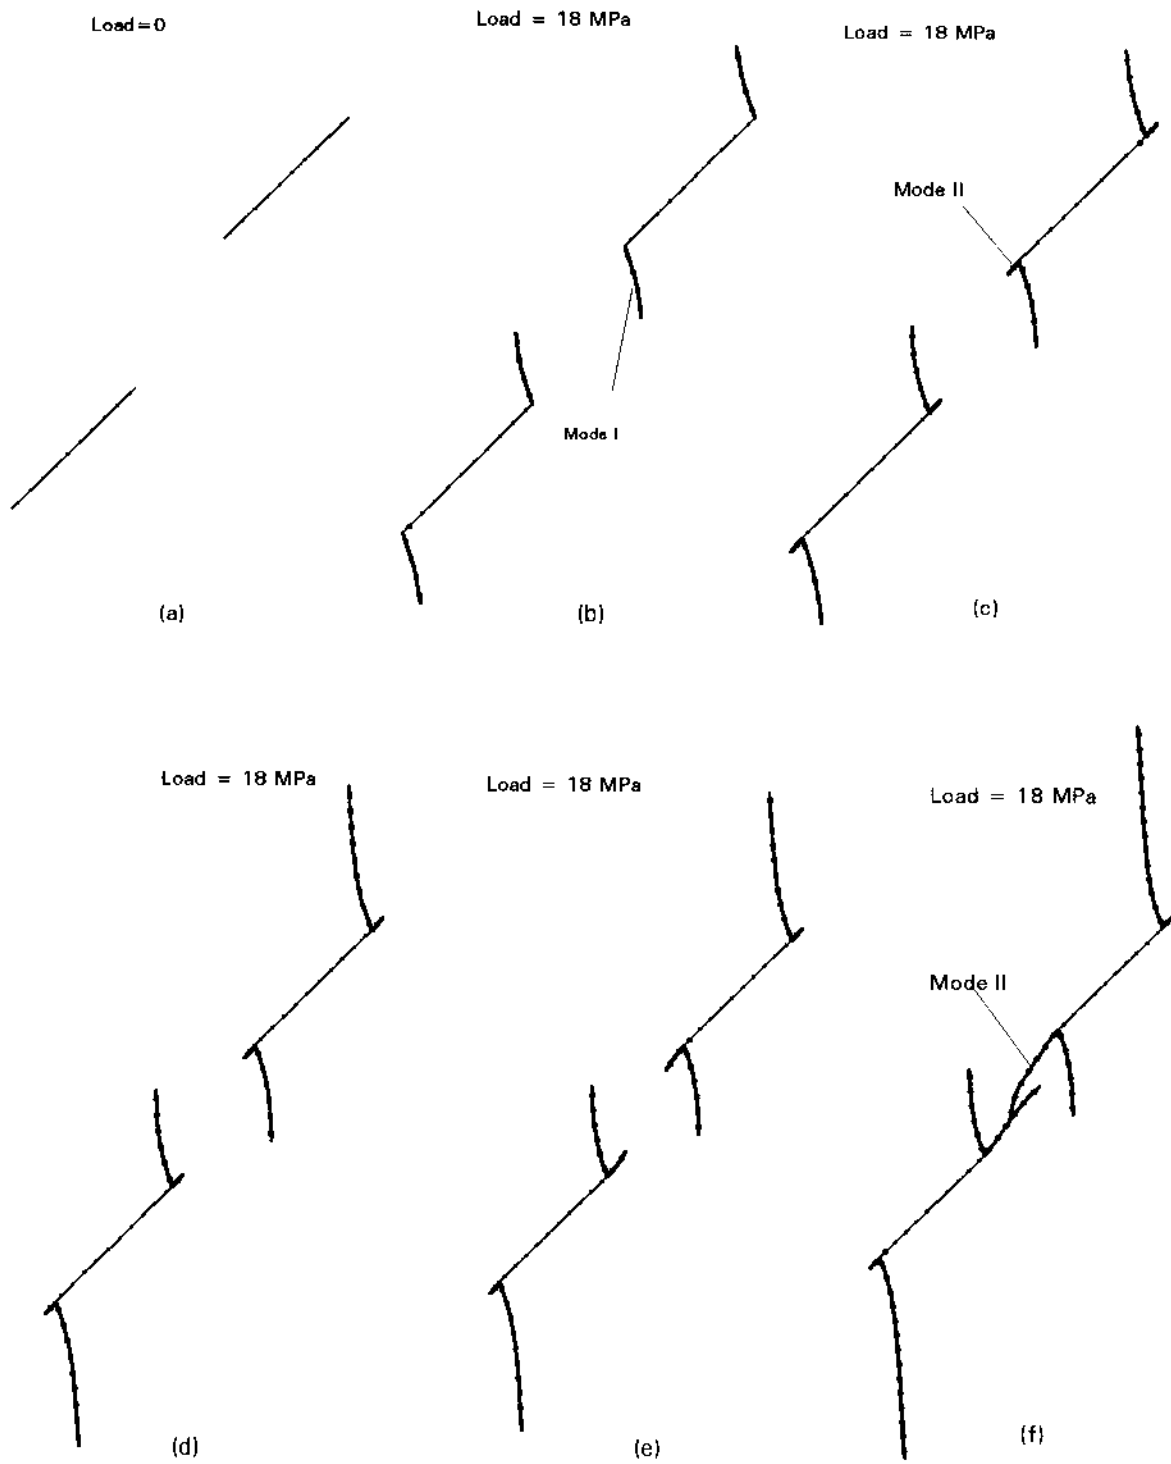 Load=0
Load = 18 MPa
Load = 18 MPa
Mode II
Mode I
(a)
(b)
(c)
Load = 18 MPa
Load = 18 MPa
Load = 18 MPa
Mode II
(d)
(e)
(f)